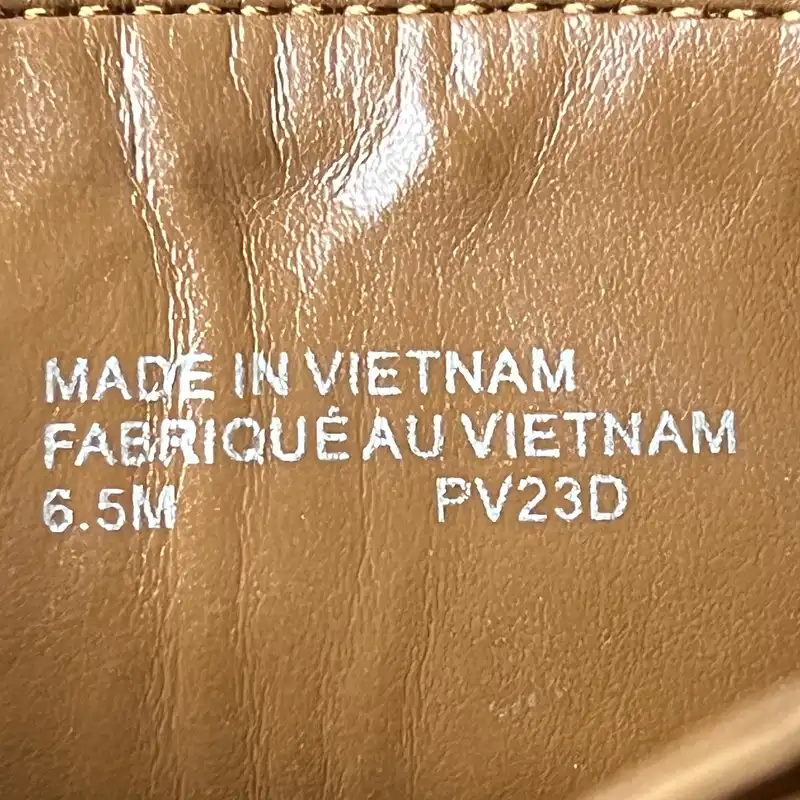 MADE IN VIETNAM
FABRIQUÉ AU VIETNAM
6.5M PV23D